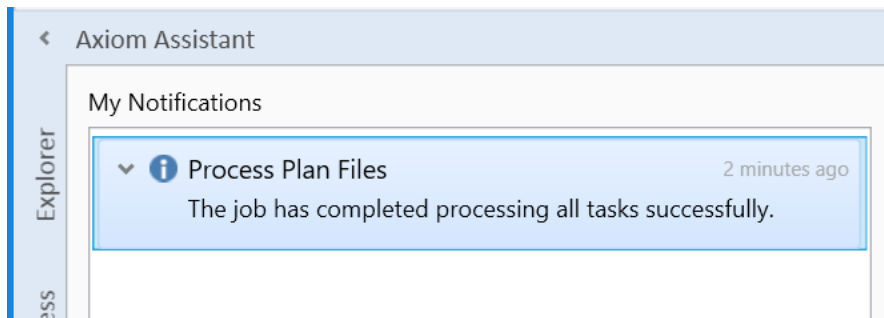 Axiom Assistant
My Notifications
Explorer
Process Plan Files
2 minutes ago
The job has completed processing all tasks successfully.